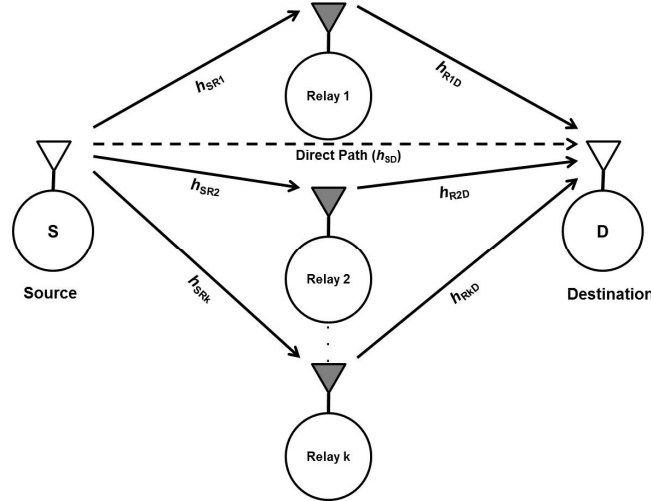 Relay 1
hSR1
hR1D
Direct Path (hSD)
S
Source
hSR2
hR2D
Relay 2
D
Destination
hSRk
hRkD
. . .
Relay k